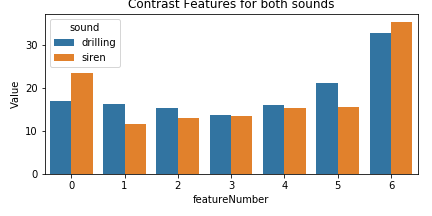 Contrast Features for both sounds
sound
drilling
siren
Value
30
20
10
0
0 1 2 3 4 5 6
featureNumber